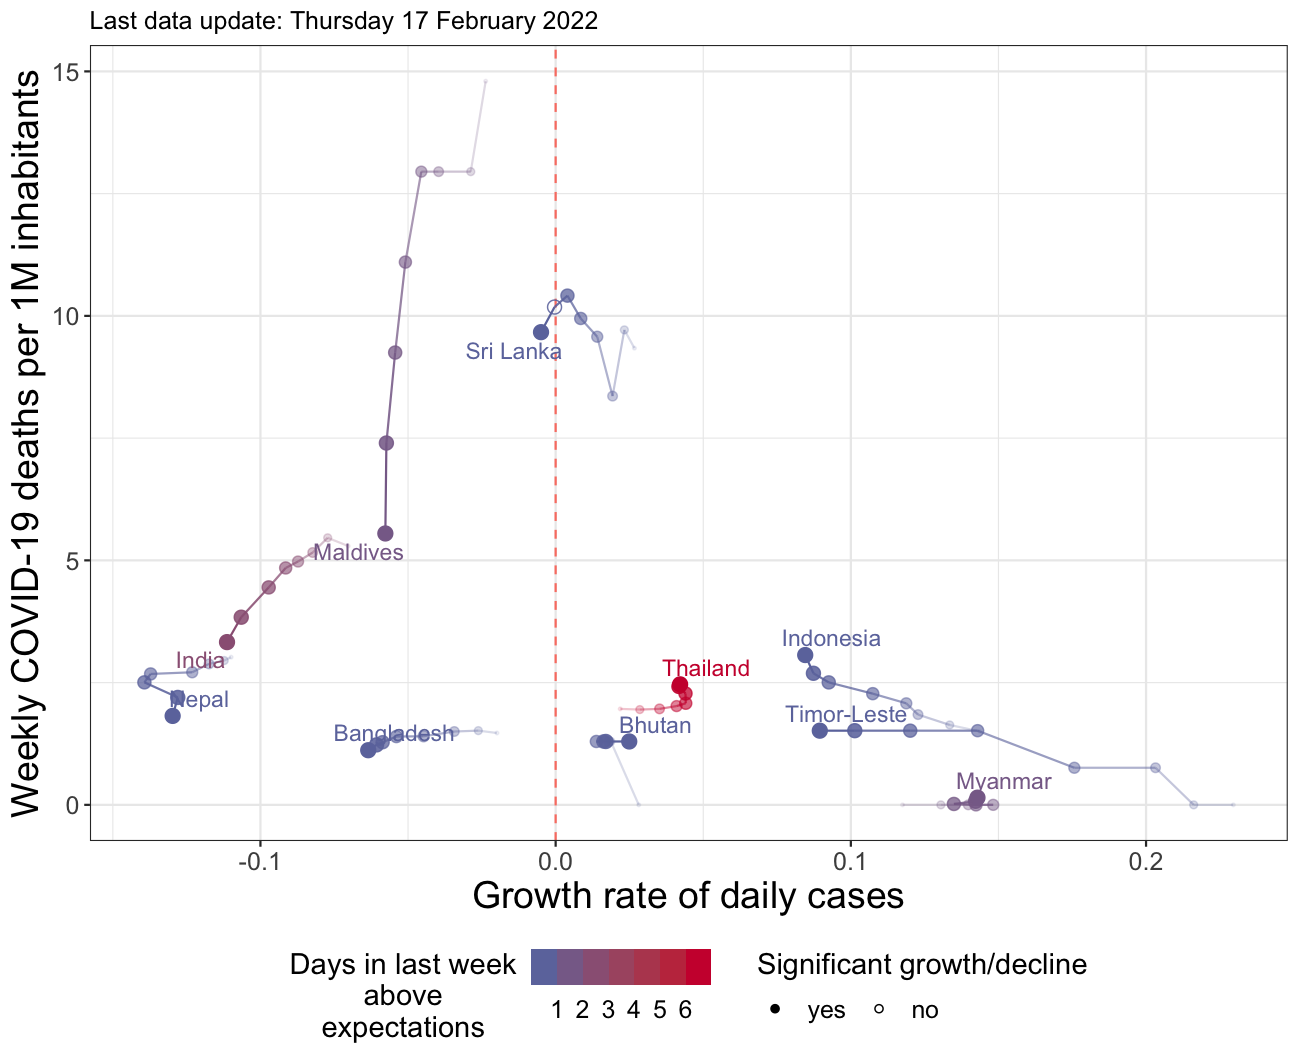 Last data update: Thursday 17 February 2022
Weekly COVID-19 deaths per 1M inhabitants
15
10
5
0
Sri Lanka
Maldives
India
Nepal
Bangladesh
Indonesia
Thailand
Timor-Leste
Bhutan
Myanmar
-0.1 0.0 0.1 0.2
Growth rate of daily cases
Days in last week
above
expectations
1 2 3 4 5 6
Significant growth/decline
yes no